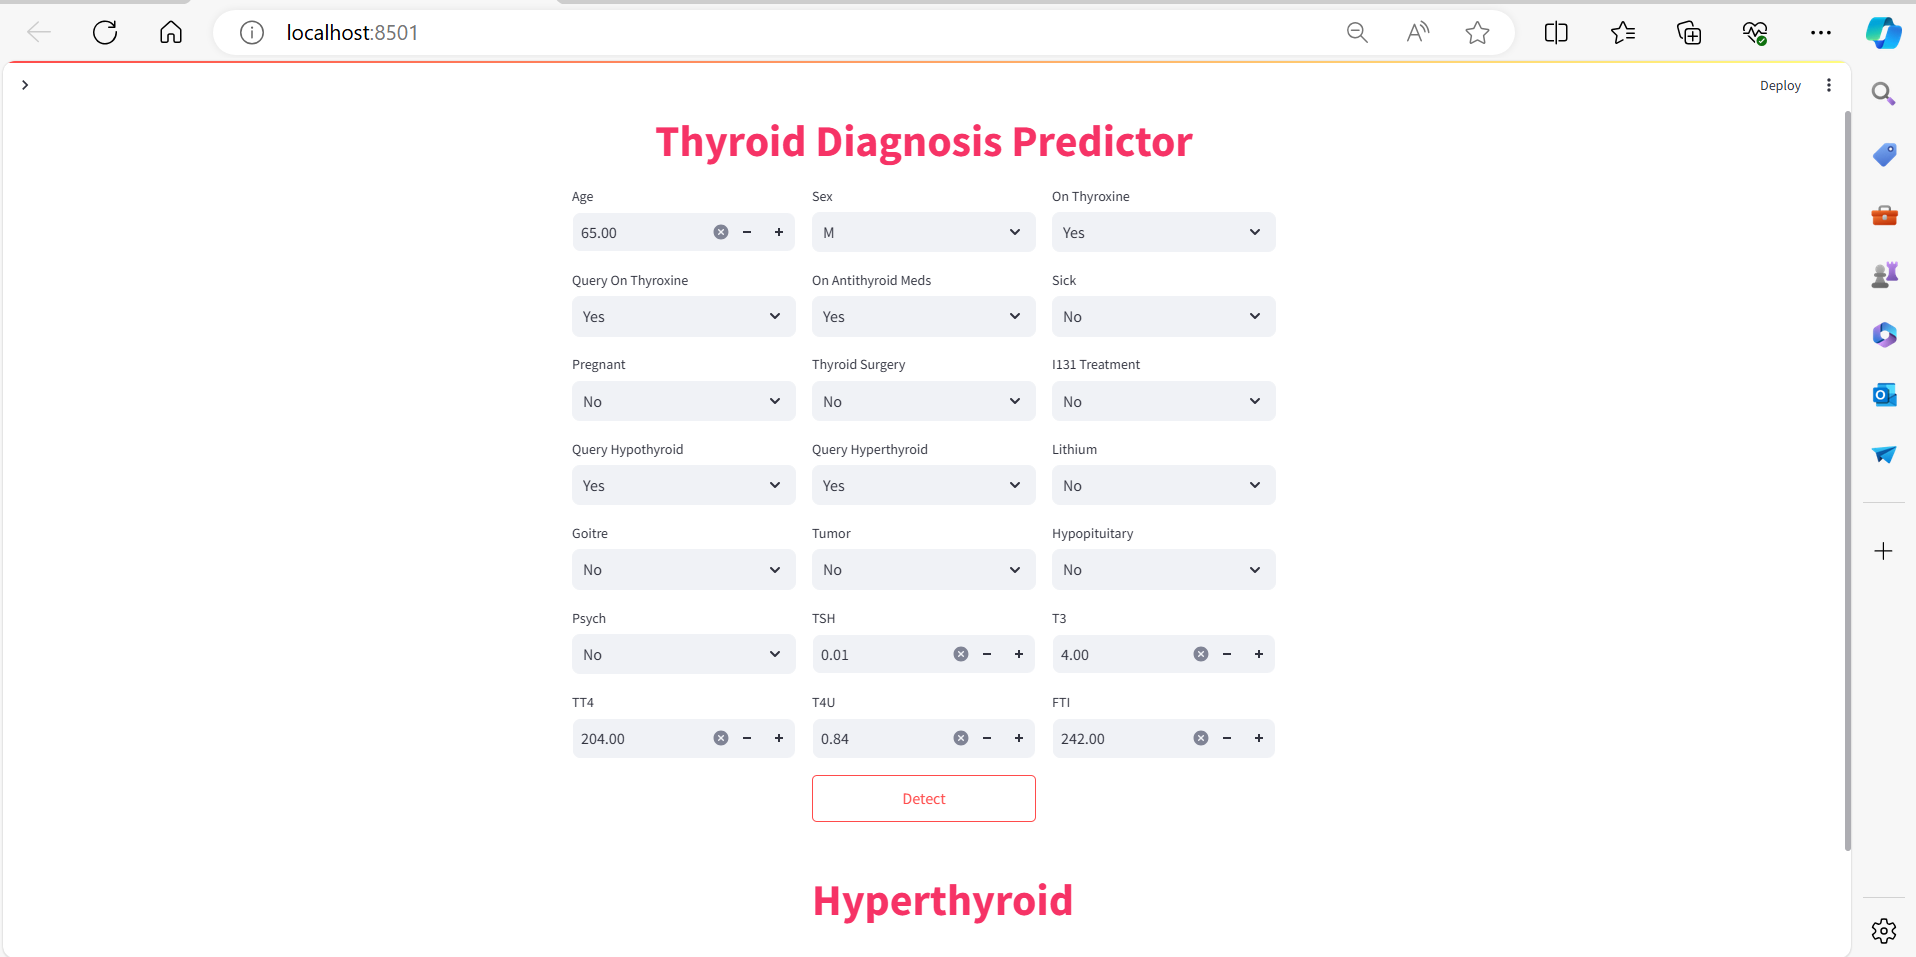 localhost:8501
Deploy
Thyroid Diagnosis Predictor
Age Sex On Thyroxine
65.00 M Yes
Query On Thyroxine On Antithyroid Meds Sick
Yes Yes No
Pregnant Thyroid Surgery I131 Treatment
No No No
Query Hypothyroid Query Hyperthyroid Lithium
Yes Yes No
Goitre Tumor Hypopituitary
No No No
Psych TSH T3
No 0.01 4.00
TT4 T4U FTI
204.00 0.84 242.00
Detect
Hyperthyroid